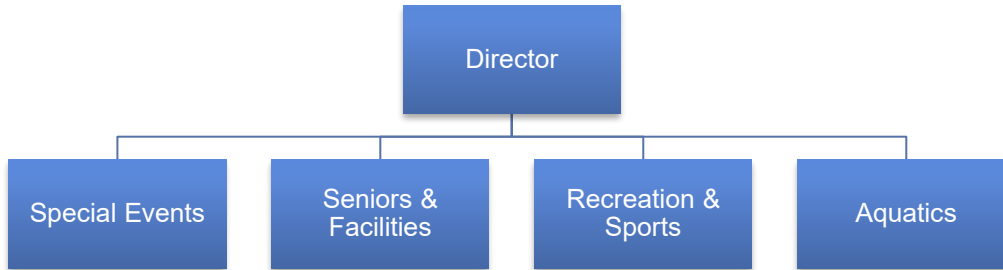 Director
Special Events
Seniors &
Facilities
Recreation &
Sports
Aquatics